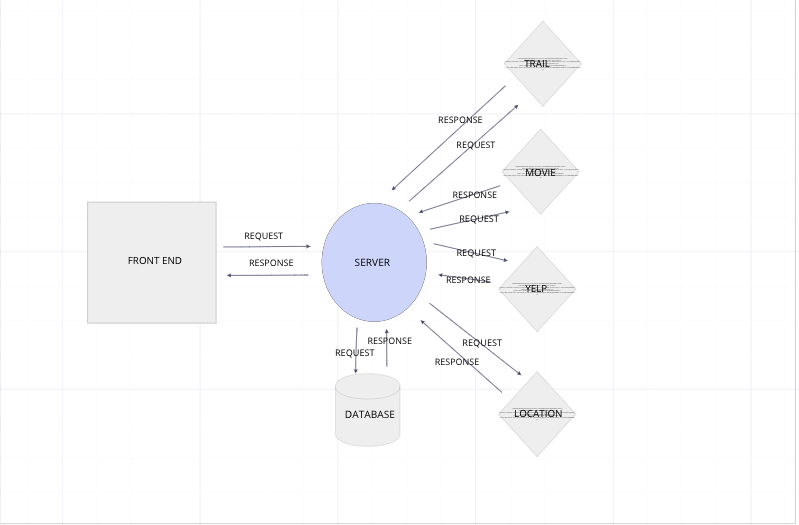 TRAIL
RESPONSE
REQUEST
MOVIE
RESPONSE
REQUEST
REQUEST
RESPONSE
FRONT END
REQUEST
RESPONSE
SERVER
YELP
REQUEST
RESPONSE
REQUEST
RESPONSE
DATABASE
LOCATION